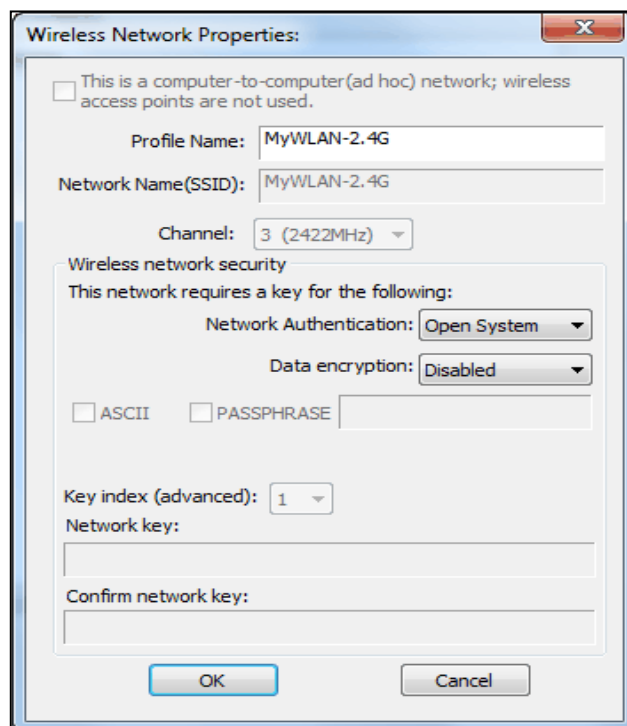 Wireless Network Properties:
This is a computer-to-computer(ad hoc) network; wireless
access points are not used.
Profile Name: MyWLAN-2.4G
Network Name(SSID): MyWLAN-2.4G
Channel: 3 (2422MHz)
Wireless network security
This network requires a key for the following:
Network Authentication: Open System
Data encryption: Disabled
ASCII PASSPHRASE
Key index (advanced): 1
Network key:
Confirm network key:
OK Cancel